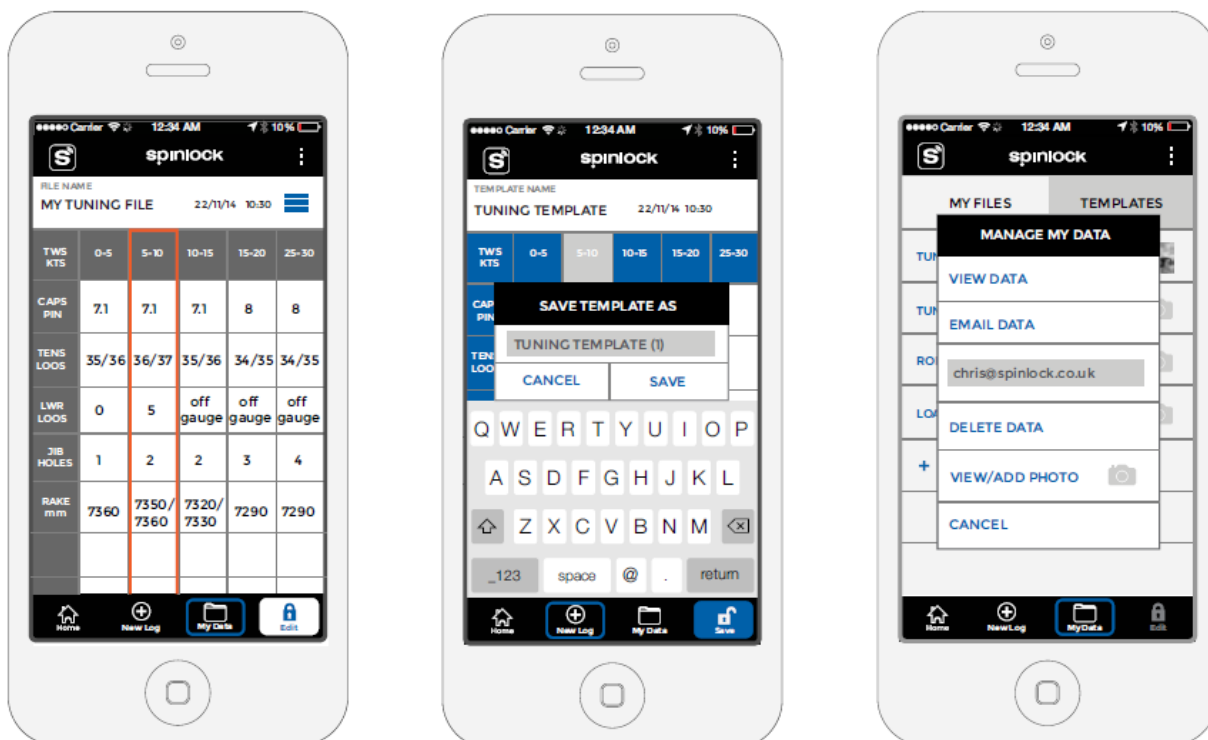 Carrier 12:34 AM 10%
S spinlock
FILE NAME
MY TUNING FILE 22/11/14 10:30
TWS KTS 0-5 5-10 10-15 15-20 25-30
CAPS PIN 7.1 7.1 7.1 8 8
TENS LOOS 35/36 36/37 35/36 34/35 34/35
LWR LOOS 0 5 off gauge off gauge off gauge
JIB HOLES 1 2 2 3 4
RAKE mm 7360 7350/7360 7320/7330 7290 7290
Home New Log My Data Edit
Carrier 12:34 AM 10%
S spinlock
TEMPLATE NAME
TUNING TEMPLATE 22/11/14 10:30
TWS KTS 0-5 5-10 10-15 15-20 25-30
CAP PIN
SAVE TEMPLATE AS
TEN LOO
TUNING TEMPLATE (1)
CANCEL SAVE
Q W E R T Y U I O P
A S D F G H J K L
Z X C V B N M
_123 space @ . return
Home New Log My Data Save
Carrier 12:34 AM 10%
S spinlock
MY FILES TEMPLATES
MANAGE MY DATA
TUN
VIEW DATA
TUN
EMAIL DATA
chris@spinlock.co.uk
LOA
DELETE DATA
+ VIEW/ADD PHOTO
CANCEL
Home New Log My Data Edit